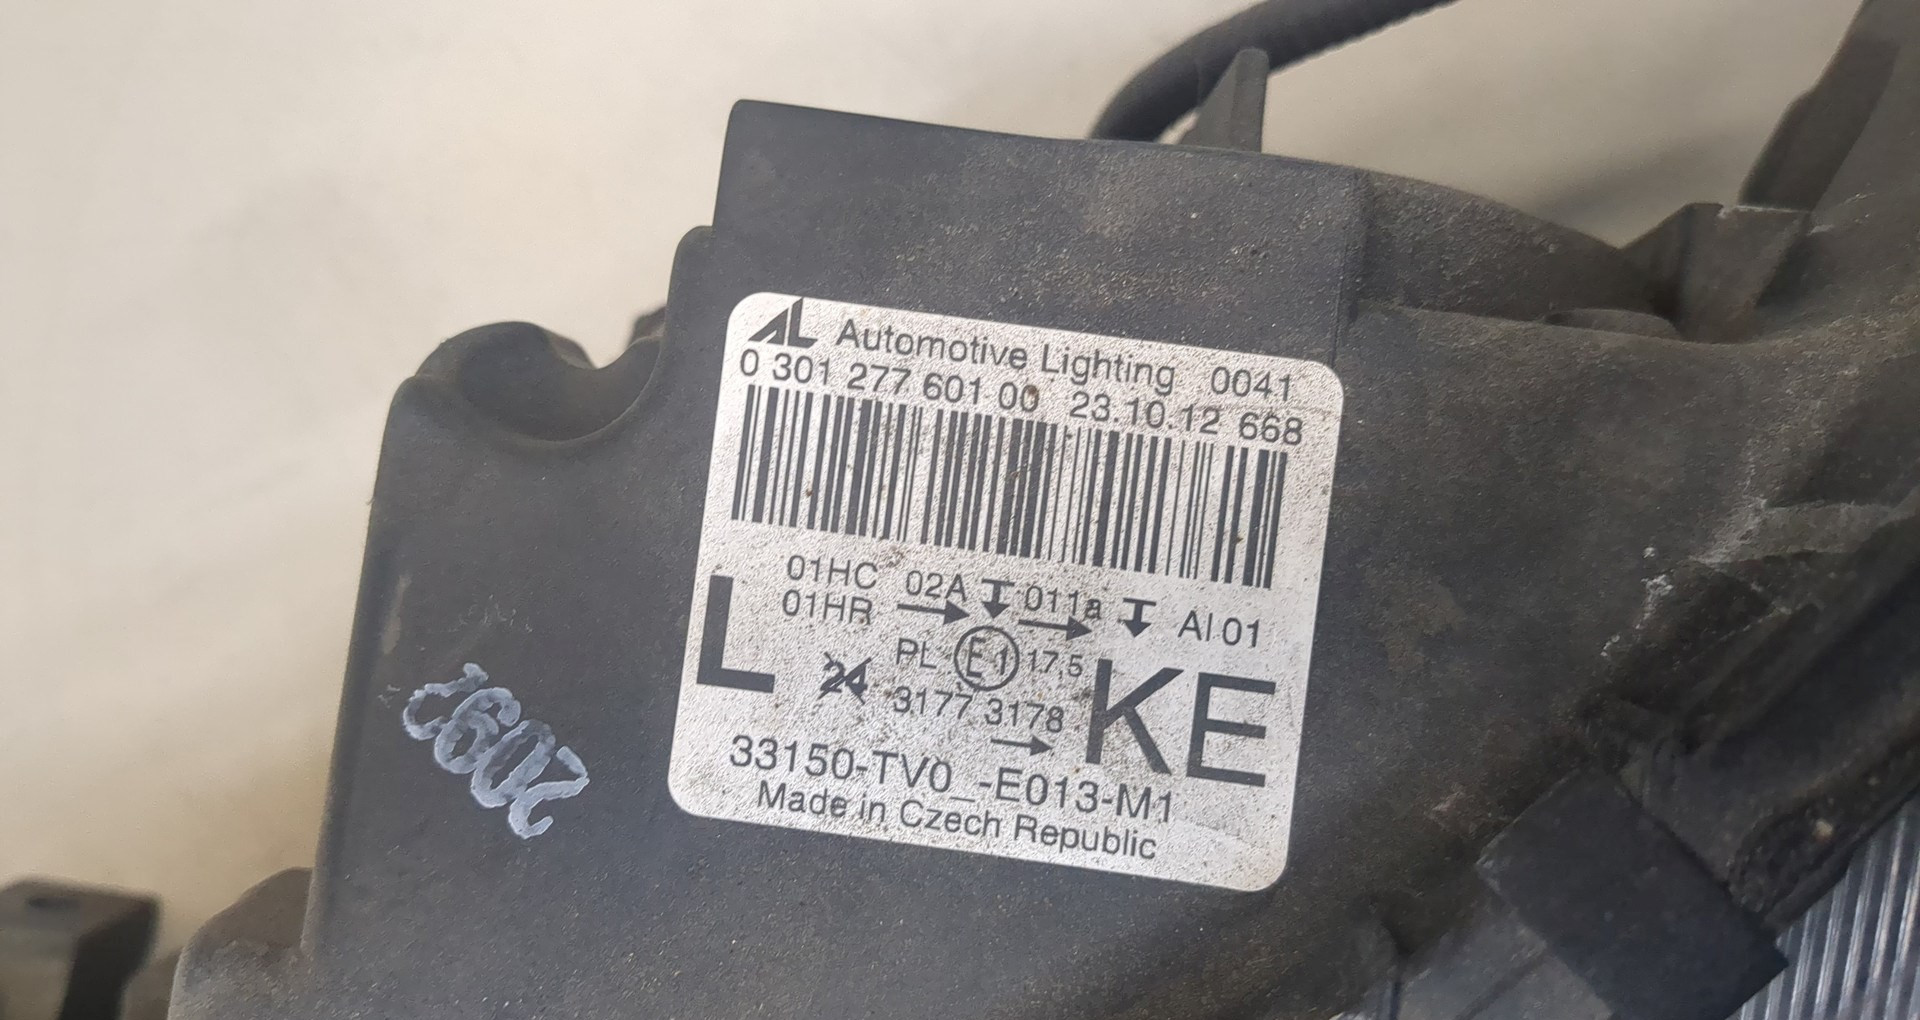 AL Automotive Lighting 0041
0 301 277 601 00 23.10.12 668
01HC 02A 011a AI 01
01HR
L PL E1 17,5 KE
24 3177 3178
33150-TV0_-E013-M1
Made in Czech Republic